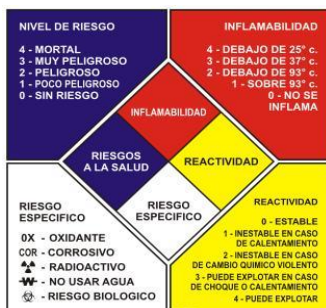 NIVEL DE RIESGO
4 - MORTAL
3 - MUY PELIGROSO
2 - PELIGROSO
1 - POCO PELIGROSO
0 - SIN RIESGO
INFLAMABILIDAD
4 - DEBAJO DE 25° c.
3 - DEBAJO DE 37° c.
2 - DEBAJO DE 93° c.
1 - SOBRE 93° c.
0 - NO SE
INFLAMA
INFLAMABILIDAD
RIESGOS
A LA SALUD
REACTIVIDAD
RIESGO
ESPECIFICO
RIESGO
ESPECIFICO
OX - OXIDANTE
COR - CORROSIVO
- RADIOACTIVO
W - NO USAR AGUA
- RIESGO BIOLOGICO
REACTIVIDAD
0 - ESTABLE
1 - INESTABLE EN CASO
DE CALENTAMIENTO
2 - INESTABLE EN CASO
DE CAMBIO QUIMICO VIOLENTO
3 - PUEDE EXPLOTAR EN CASO
DE CHOQUE O CALENTAMIENTO
4 - PUEDE EXPLOTAR